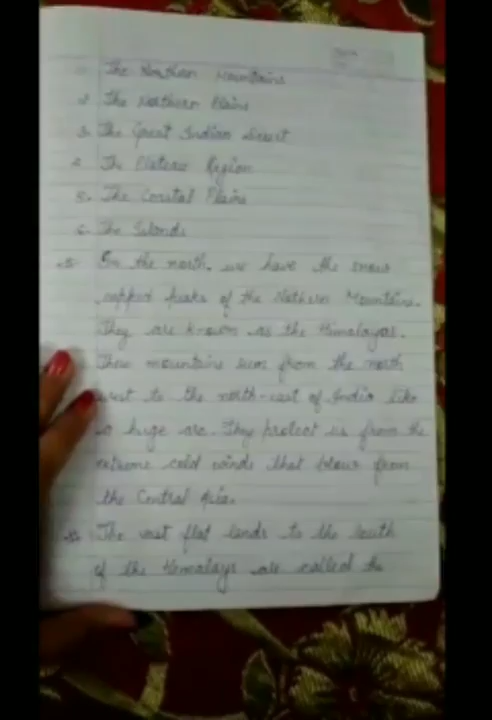 1. The Northern Mountains
2. The Northern Plains
3. The Great Indian Desert
4. The Plateau Region
5. The Coastal Plains
6. The Islands
On the north, we have the snow
capped peaks of the Nothern Mountains.
They are known as the Himalayas.
These mountains run from the north
west to the north-east of India like
a huge arc. They protect us from the
extreme cold winds that blows from
the Central Asia.
The vast flat lands to the South
of the Himalays are called the